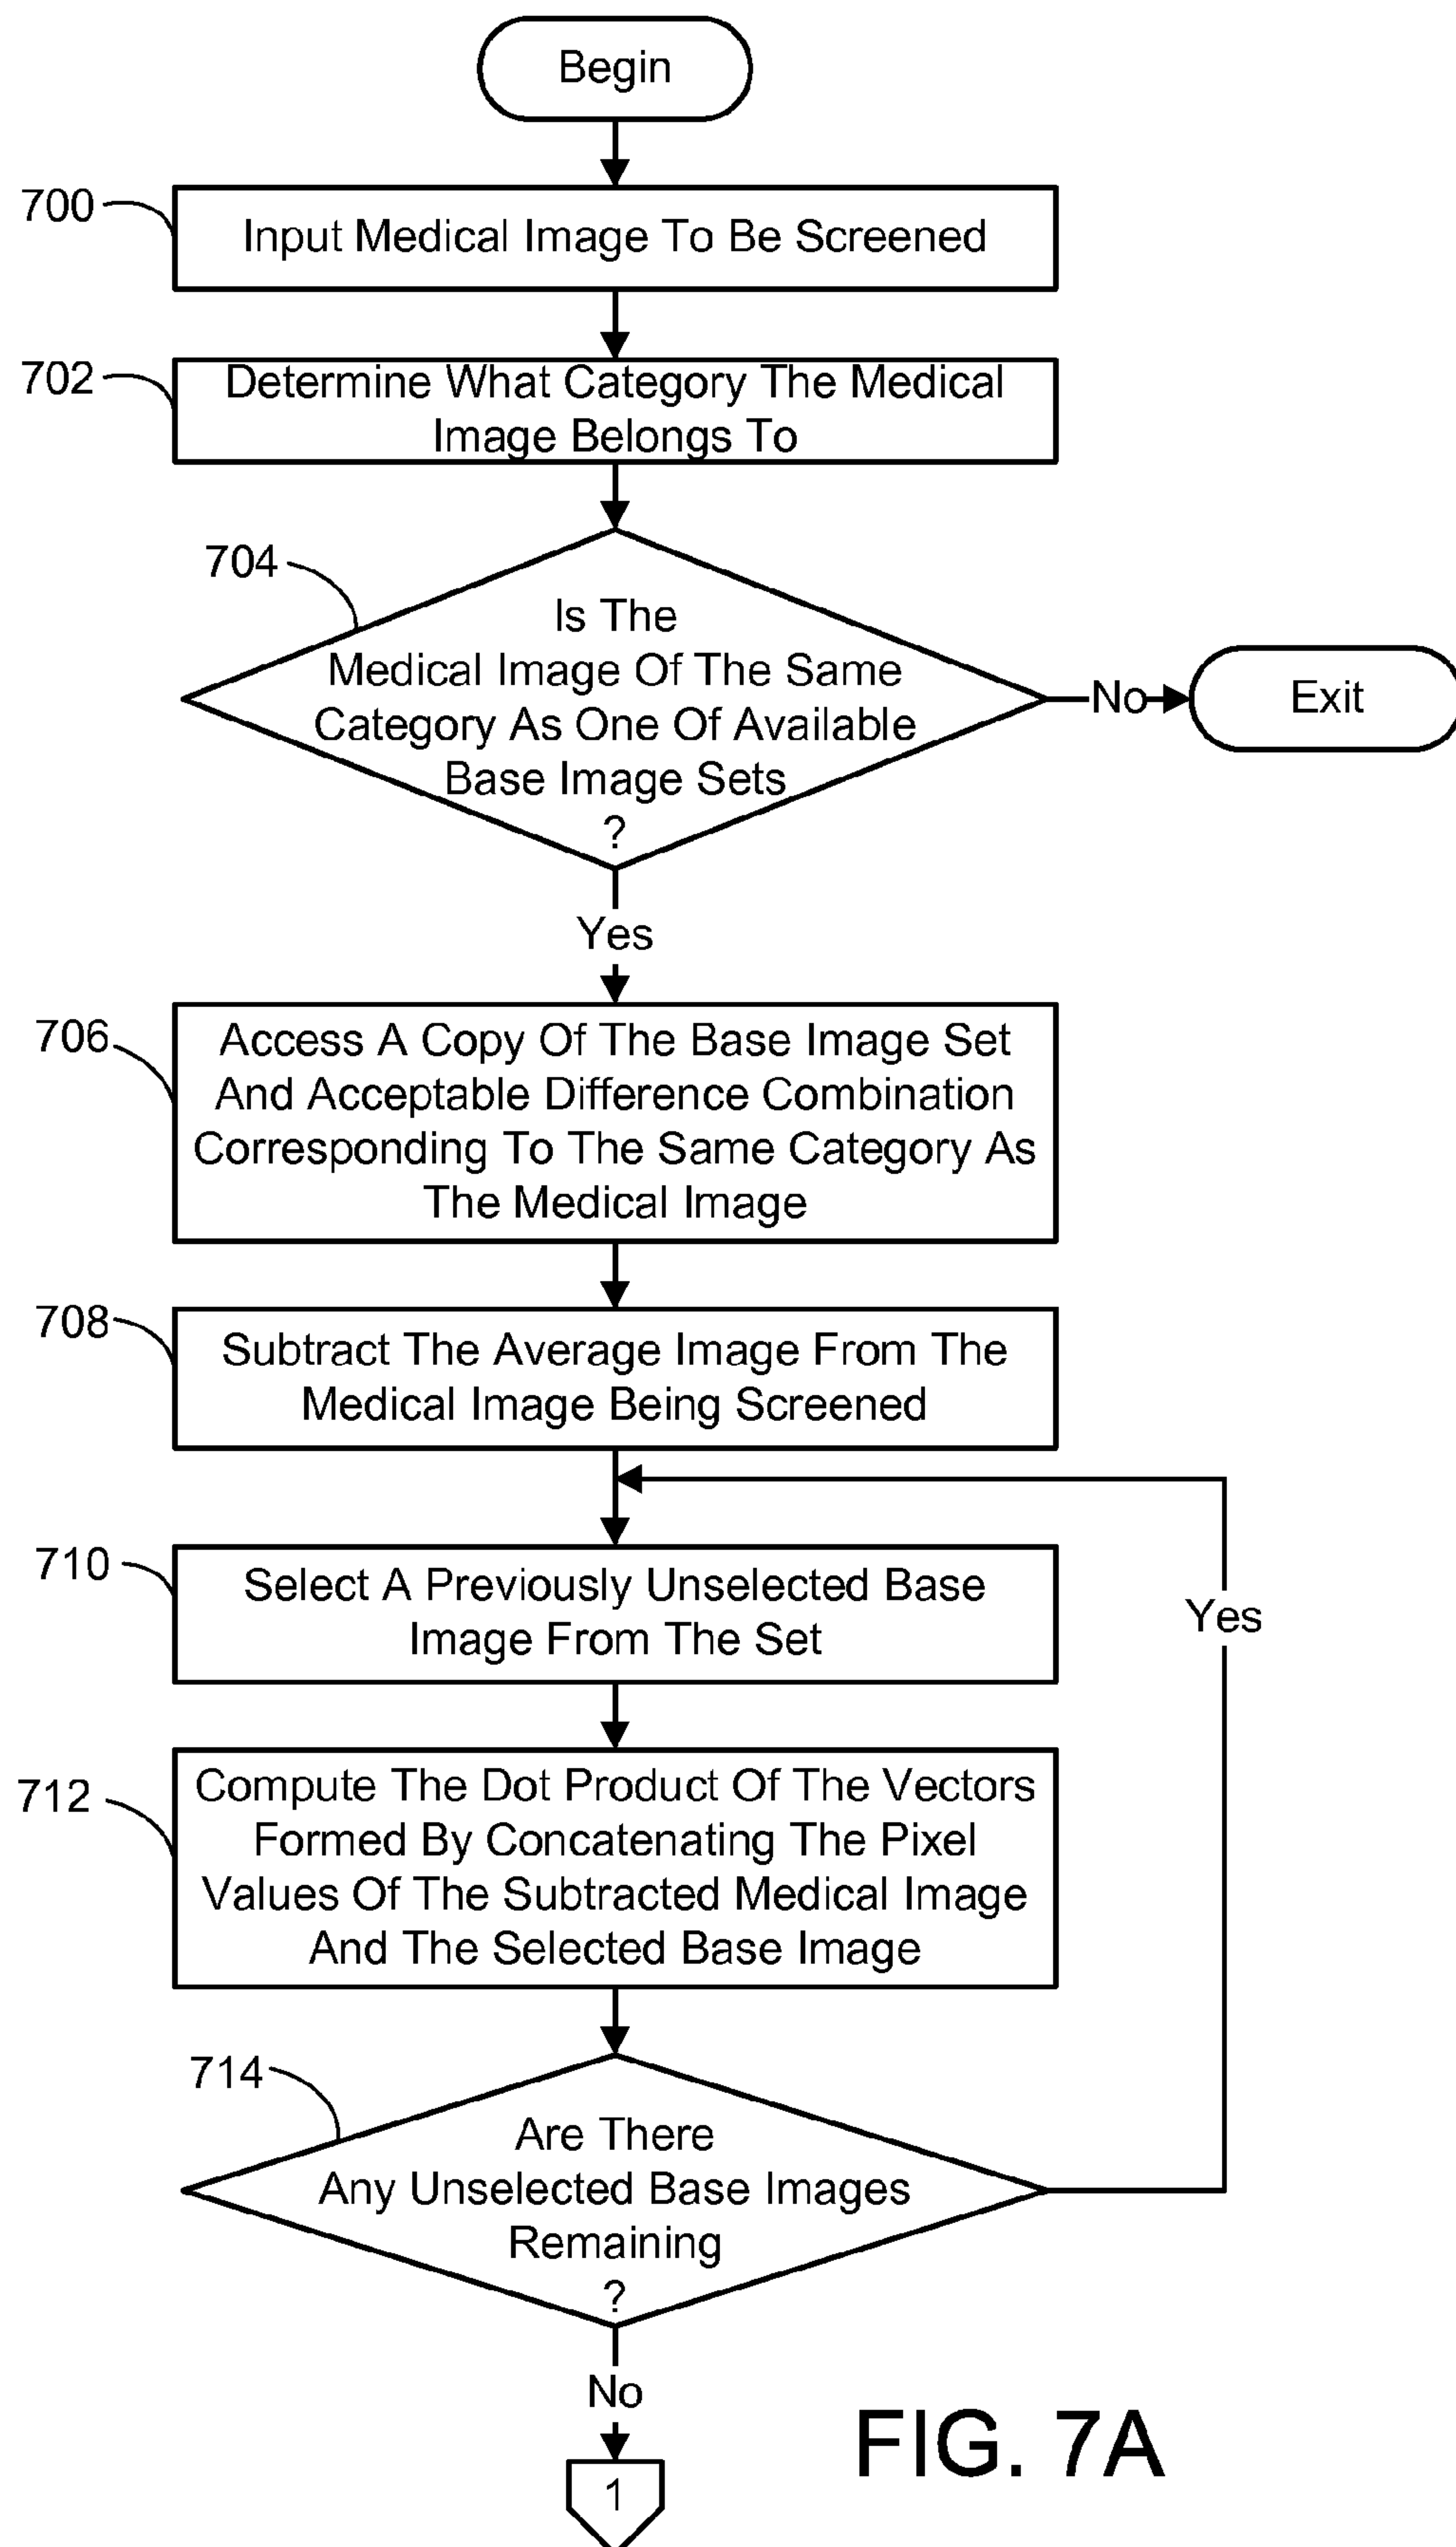 Begin
700
Input Medical Image To Be Screened
702
Determine What Category The Medical
Image Belongs To
704
Is The
Medical Image Of The Same
Category As One Of Available
Base Image Sets
?
No
Exit
Yes
706
Access A Copy Of The Base Image Set
And Acceptable Difference Combination
Corresponding To The Same Category As
The Medical Image
708
Subtract The Average Image From The
Medical Image Being Screened
710
Select A Previously Unselected Base
Image From The Set
Yes
712
Compute The Dot Product Of The Vectors
Formed By Concatenating The Pixel
Values Of The Subtracted Medical Image
And The Selected Base Image
714
Are There
Any Unselected Base Images
Remaining
?
No
1
FIG. 7A